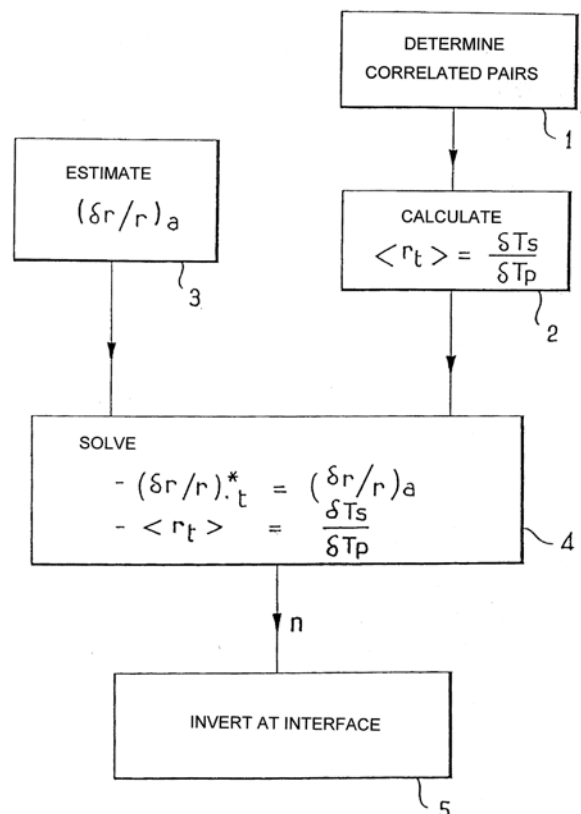 DETERMINE
CORRELATED PAIRS
1
ESTIMATE
(δr/r)a
3
CALCULATE
<rt> = δTs/δTp
2
SOLVE
- (δr/r).*t = (δr/r)a
- <rt> = δTs/δTp
4
n
INVERT AT INTERFACE
5